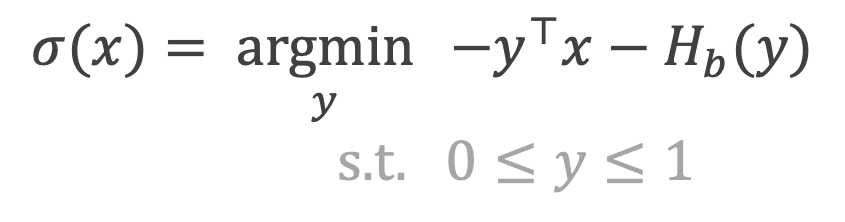 σ(x) = argmin −y⊤x − H_b(y)
y
s.t. 0 ≤ y ≤ 1